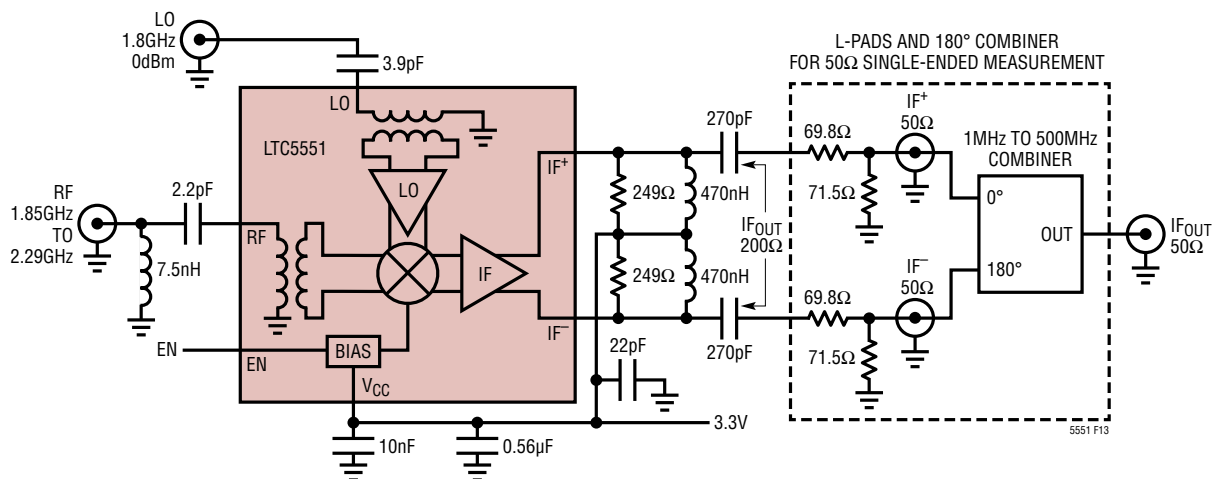 LO
1.8GHz
0dBm
3.9pF
LO
LTC5551
LO
RF
1.85GHz
TO
2.29GHz
2.2pF
7.5nH
RF
IF
IF+
IF–
EN
EN
BIAS
VCC
10nF
0.56µF
22pF
3.3V
249Ω
470nH
249Ω
470nH
270pF
270pF
IFOUT
200Ω
L-PADS AND 180° COMBINER
FOR 50Ω SINGLE-ENDED MEASUREMENT
69.8Ω
71.5Ω
IF+
50Ω
69.8Ω
71.5Ω
IF–
50Ω
1MHz TO 500MHz
COMBINER
0°
OUT
180°
IFOUT
50Ω
5551 F13